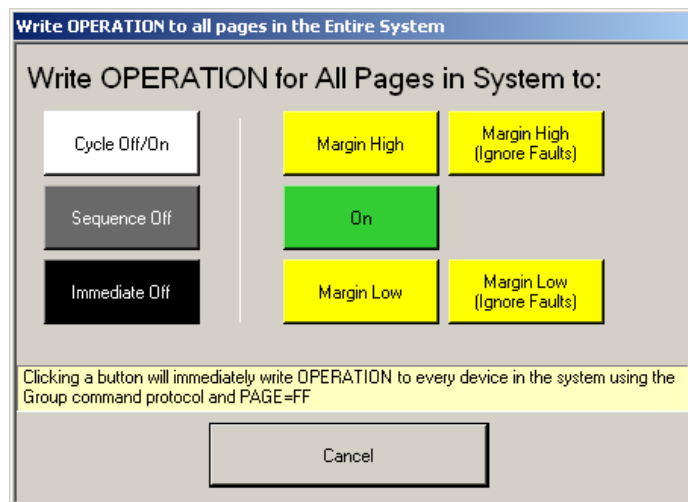 Write OPERATION to all pages in the Entire System
Write OPERATION for All Pages in System to:
Cycle Off/On
Margin High
Margin High
(Ignore Faults)
Sequence Off
On
Immediate Off
Margin Low
Margin Low
(Ignore Faults)
Clicking a button will immediately write OPERATION to every device in the system using the
Group command protocol and PAGE=FF
Cancel